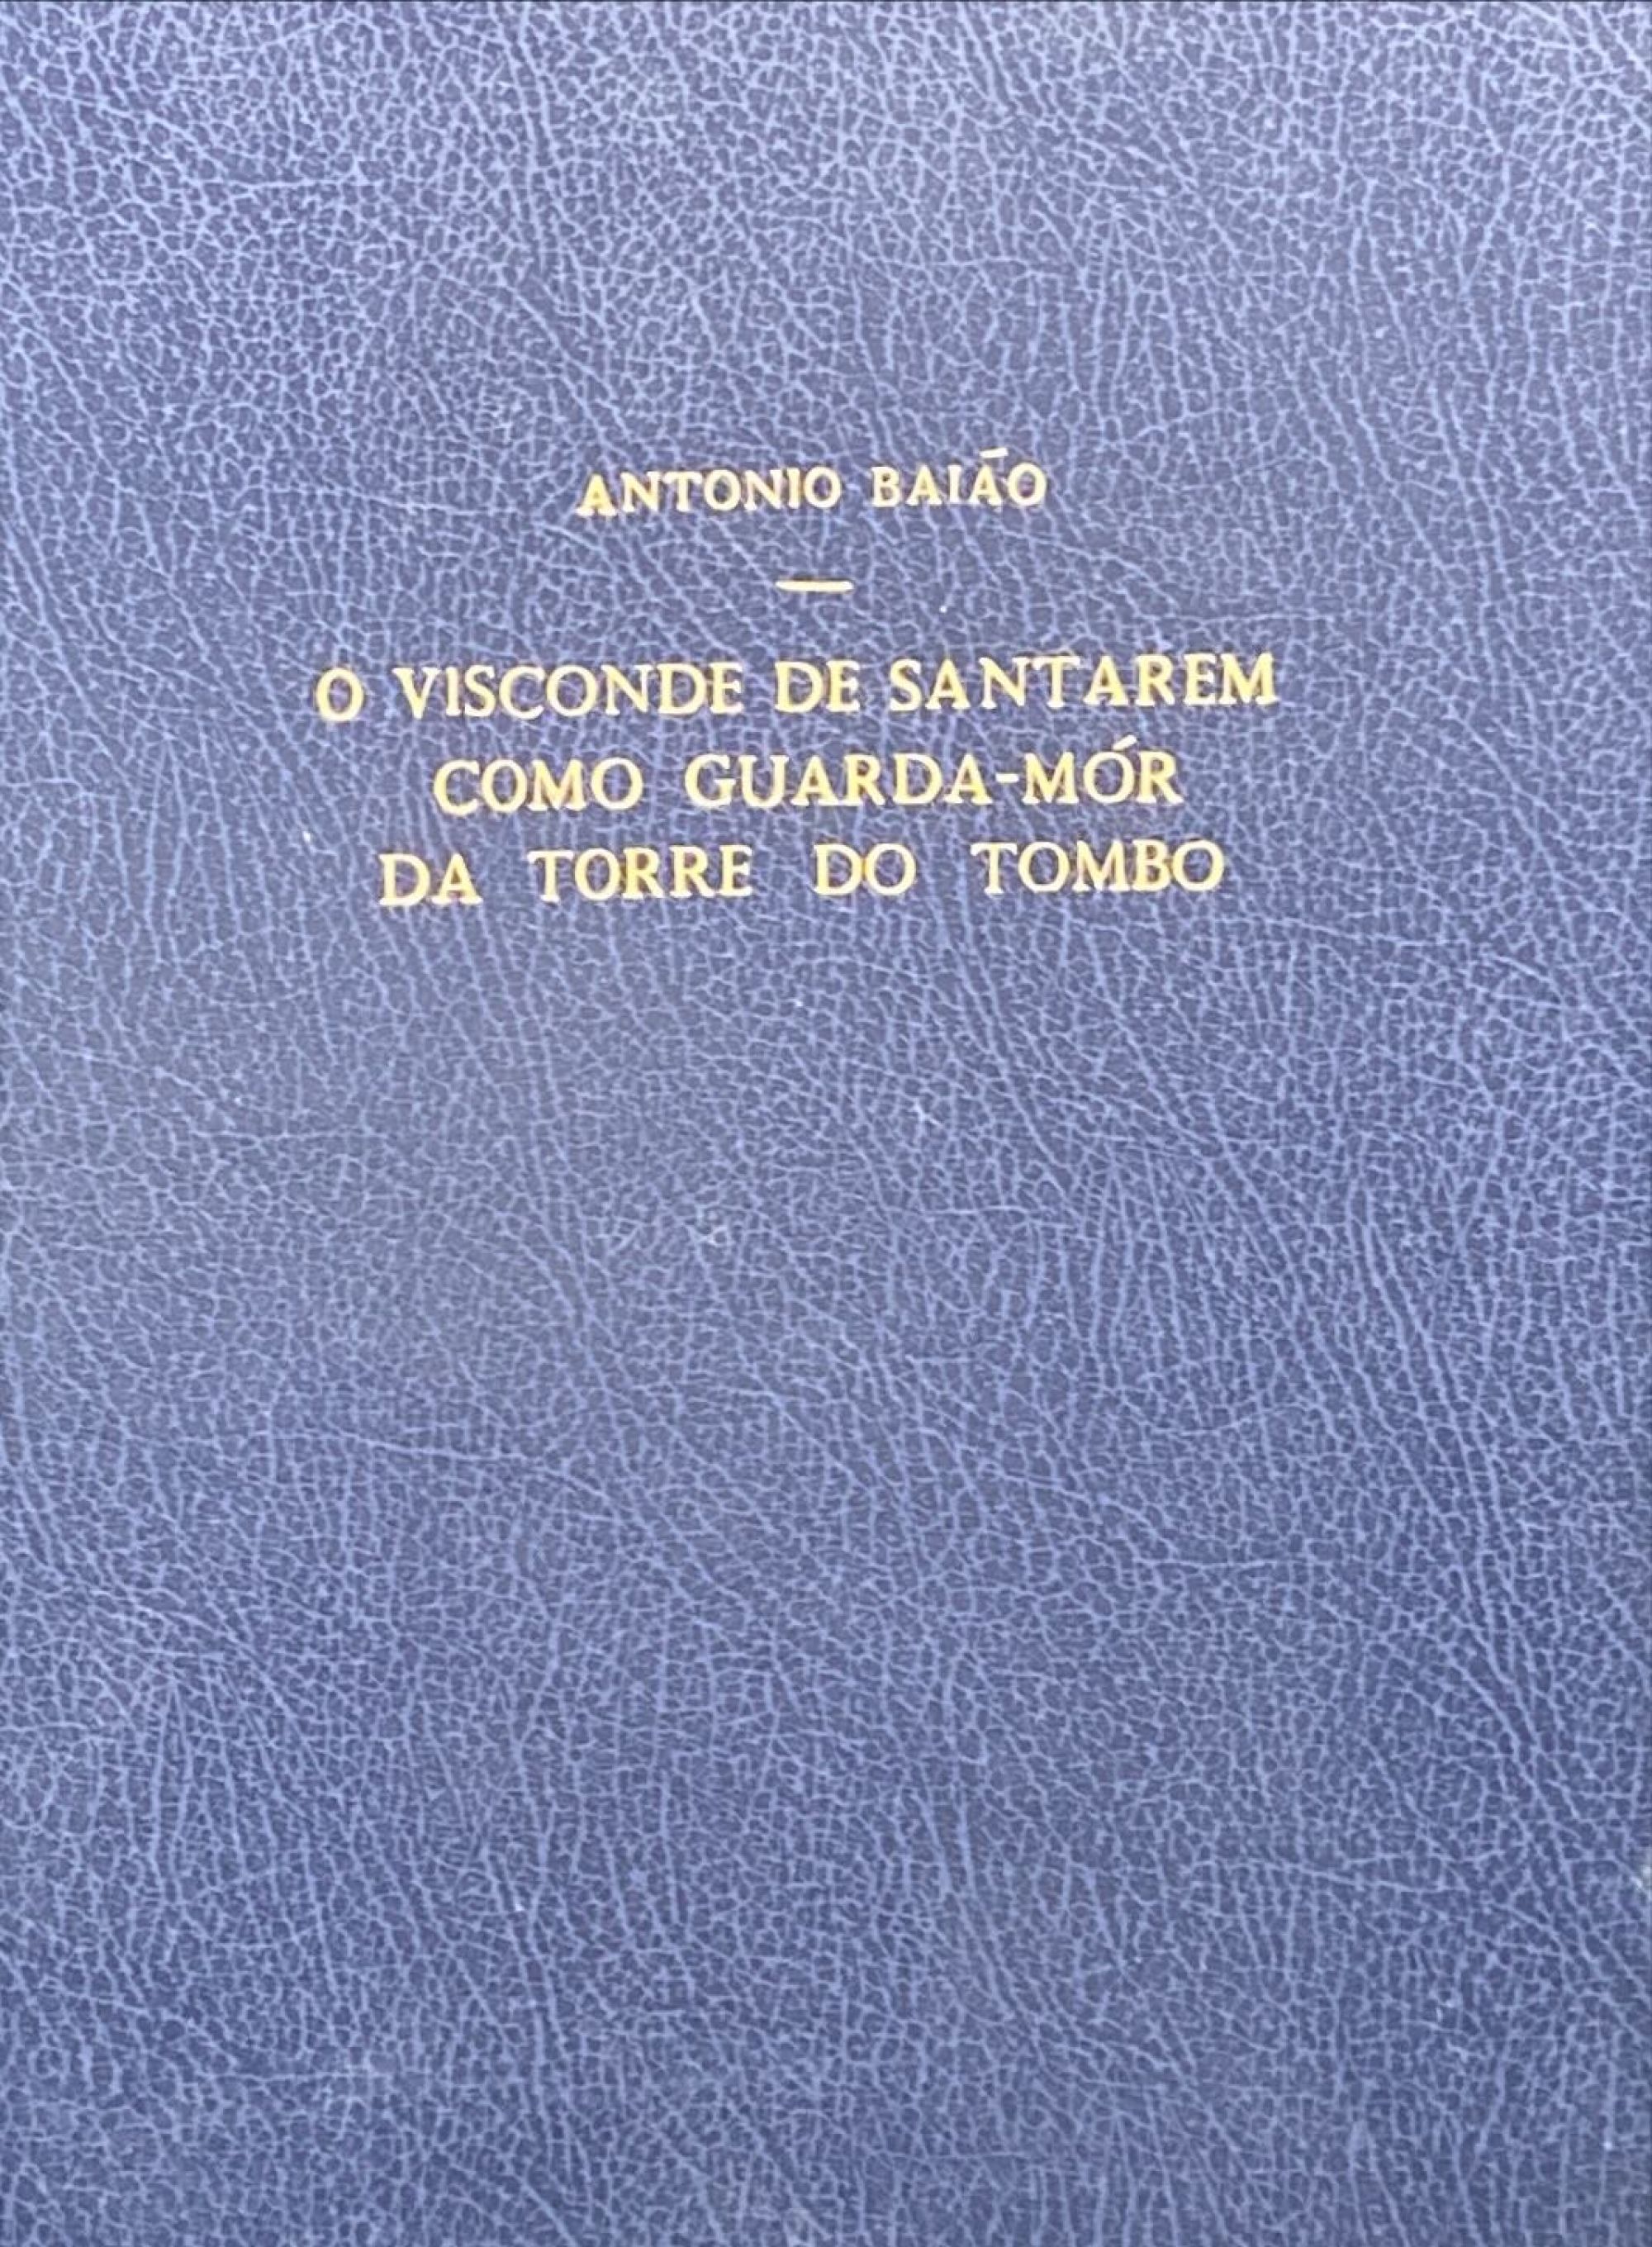 ANTONIO BAIÃO
—
O VISCONDE DE SANTAREM
COMO GUARDA-MÓR
DA TORRE DO TOMBO